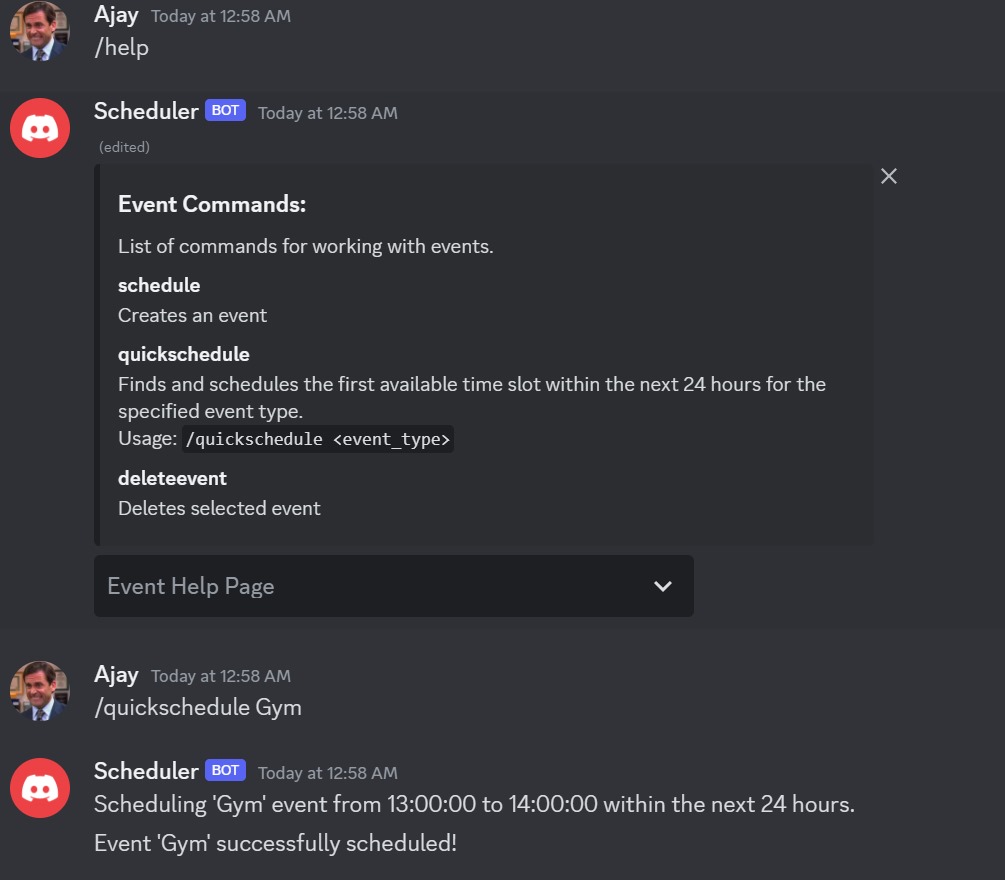 Ajay Today at 12:58 AM
/help
Scheduler BOT Today at 12:58 AM
(edited)
Event Commands:
List of commands for working with events.
schedule
Creates an event
quickschedule
Finds and schedules the first available time slot within the next 24 hours for the
specified event type.
Usage: /quickschedule <event_type>
deleteevent
Deletes selected event
Event Help Page
Ajay Today at 12:58 AM
/quickschedule Gym
Scheduler BOT Today at 12:58 AM
Scheduling 'Gym' event from 13:00:00 to 14:00:00 within the next 24 hours.
Event 'Gym' successfully scheduled!